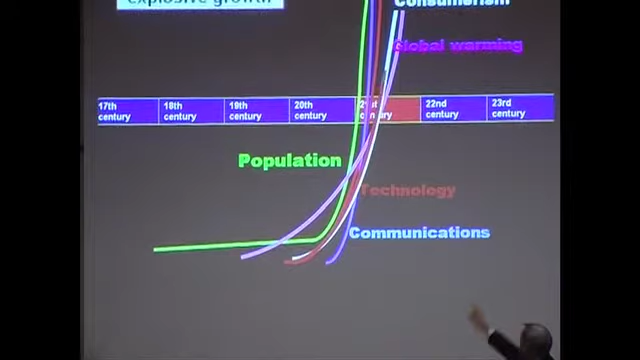 explosive growth
Consumerism
Global warming
17th century
18th century
19th century
20th century
21st century
22nd century
23rd century
Population
Technology
Communications